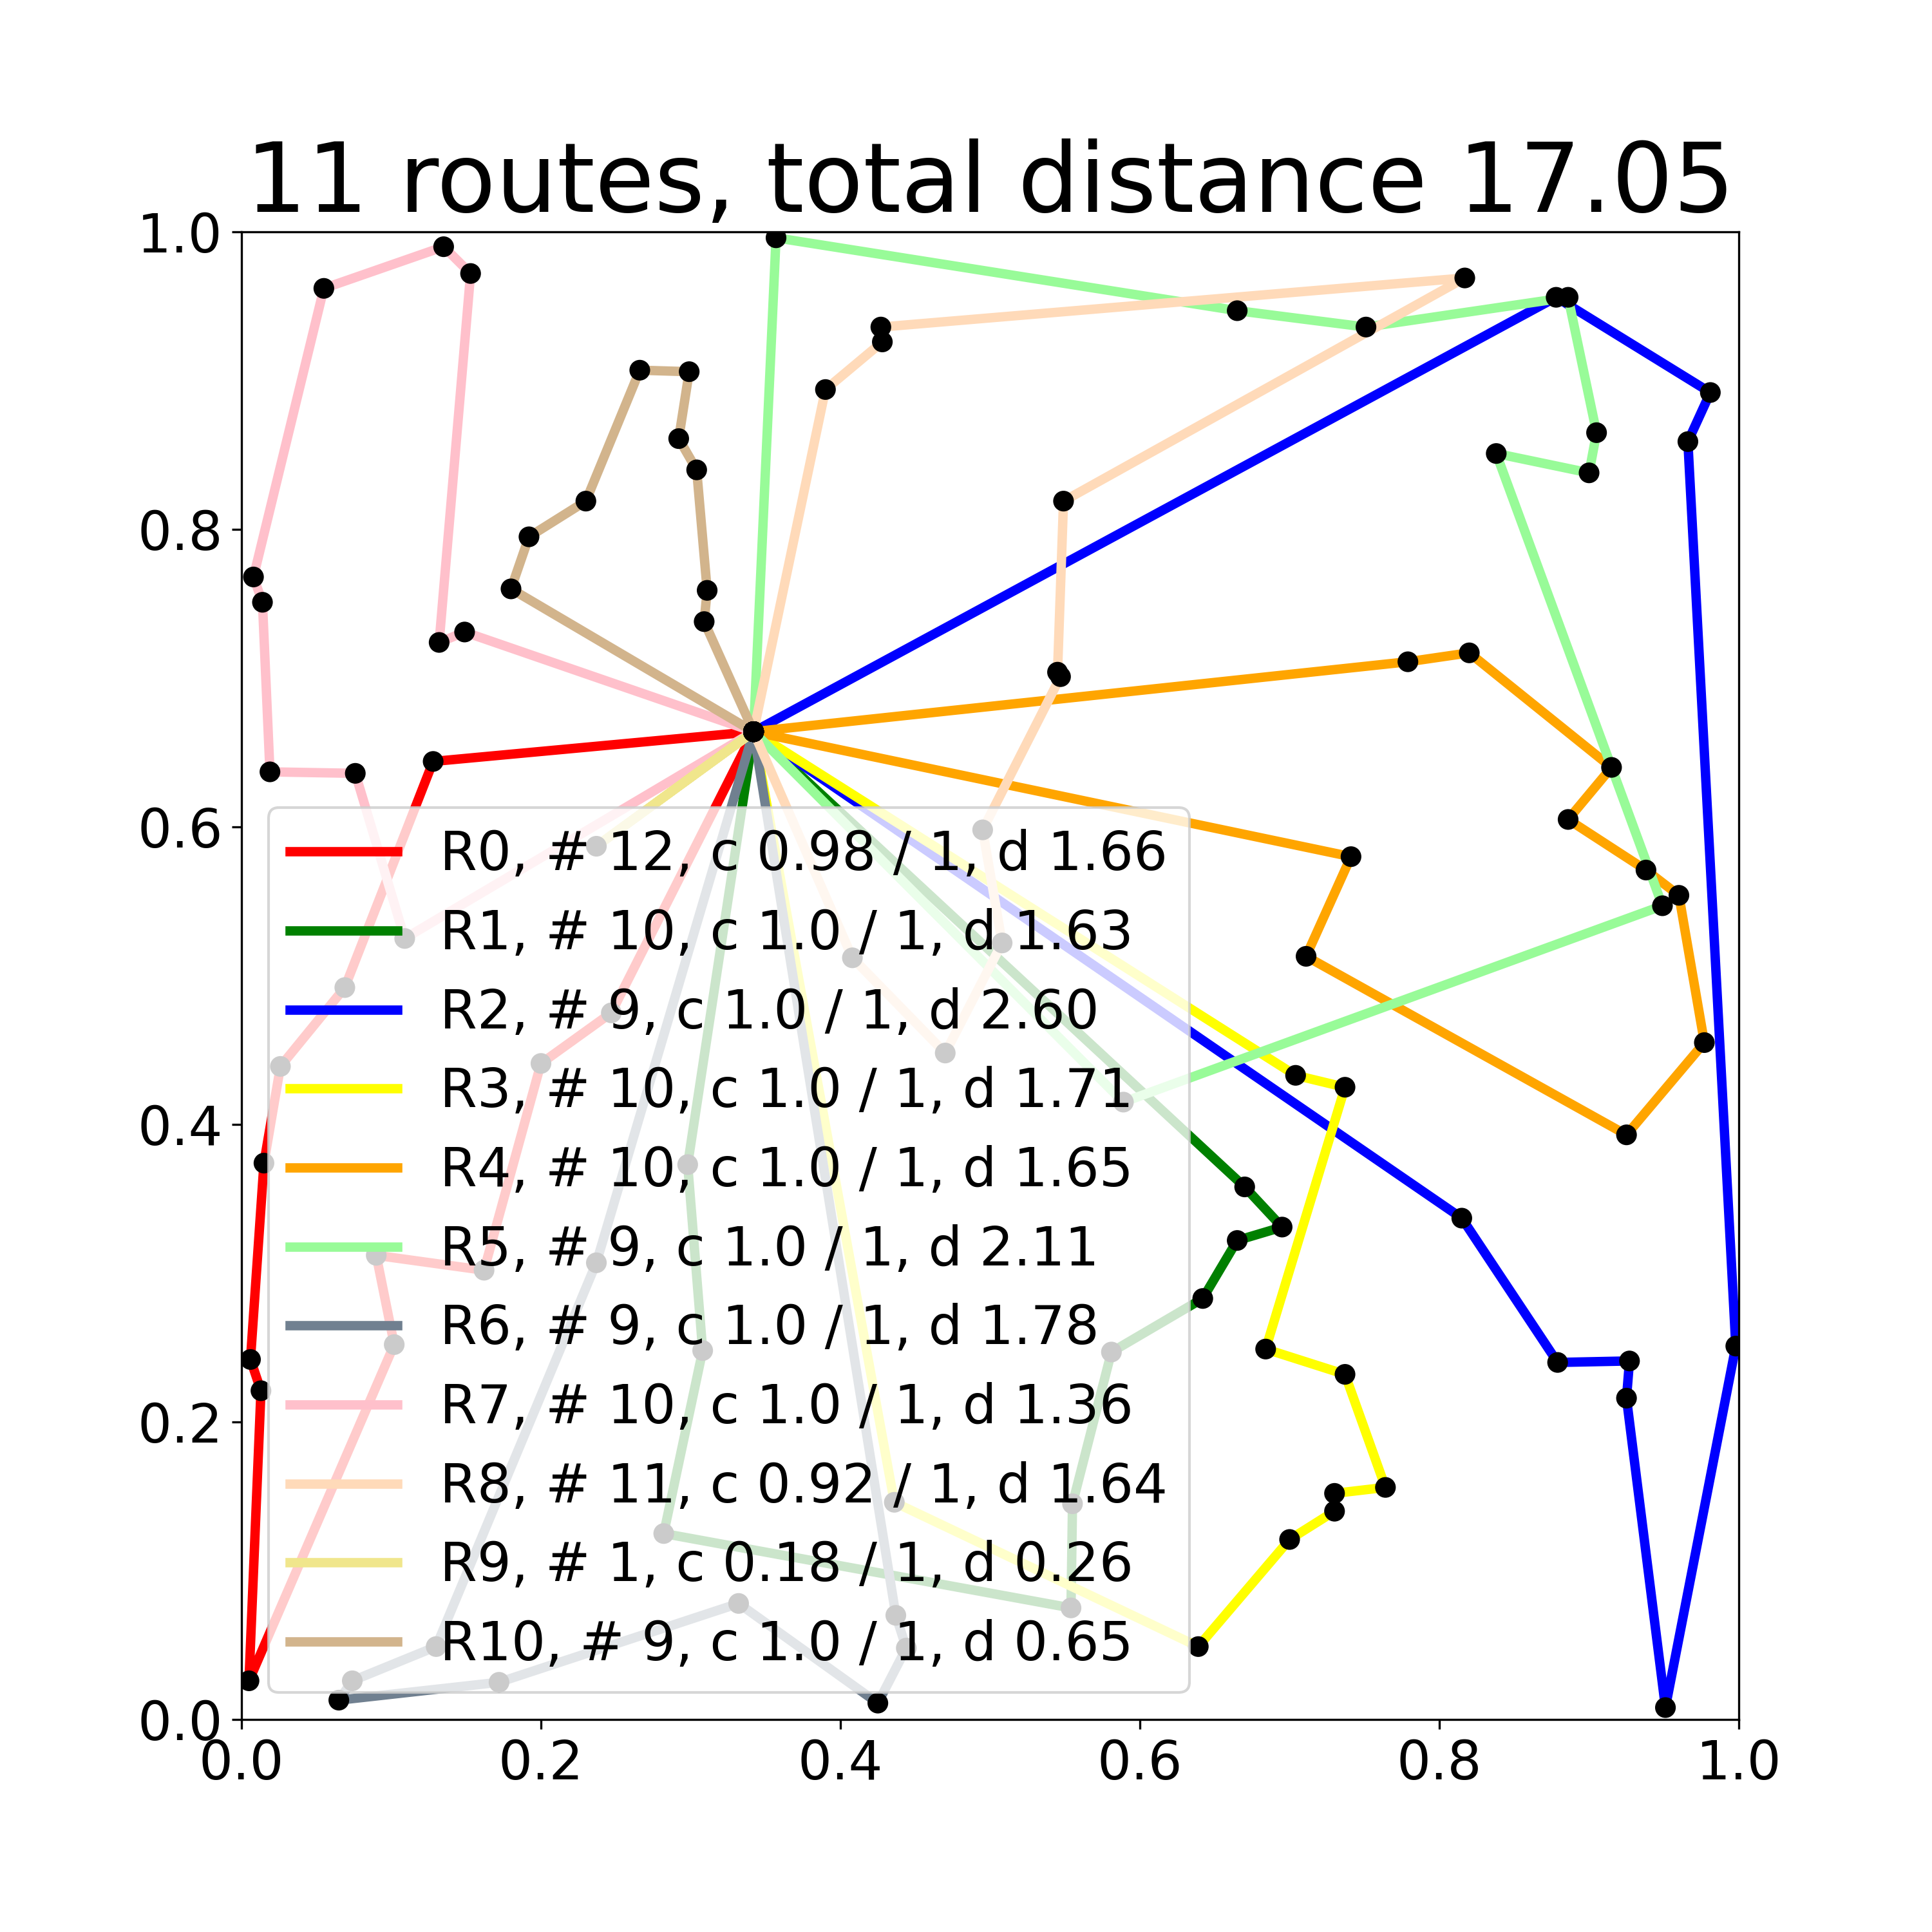 11 routes, total distance 17.05
1.0
0.8
0.6
0.4
0.2
0.0
R0, # 12, c 0.98 / 1, d 1.66
R1, # 10, c 1.0 / 1, d 1.63
R2, # 9, c 1.0 / 1, d 2.60
R3, # 10, c 1.0 / 1, d 1.71
R4, # 10, c 1.0 / 1, d 1.65
R5, # 9, c 1.0 / 1, d 2.11
R6, # 9, c 1.0 / 1, d 1.78
R7, # 10, c 1.0 / 1, d 1.36
R8, # 11, c 0.92 / 1, d 1.64
R9, # 1, c 0.18 / 1, d 0.26
R10, # 9, c 1.0 / 1, d 0.65
0.0 0.2 0.4 0.6 0.8 1.0